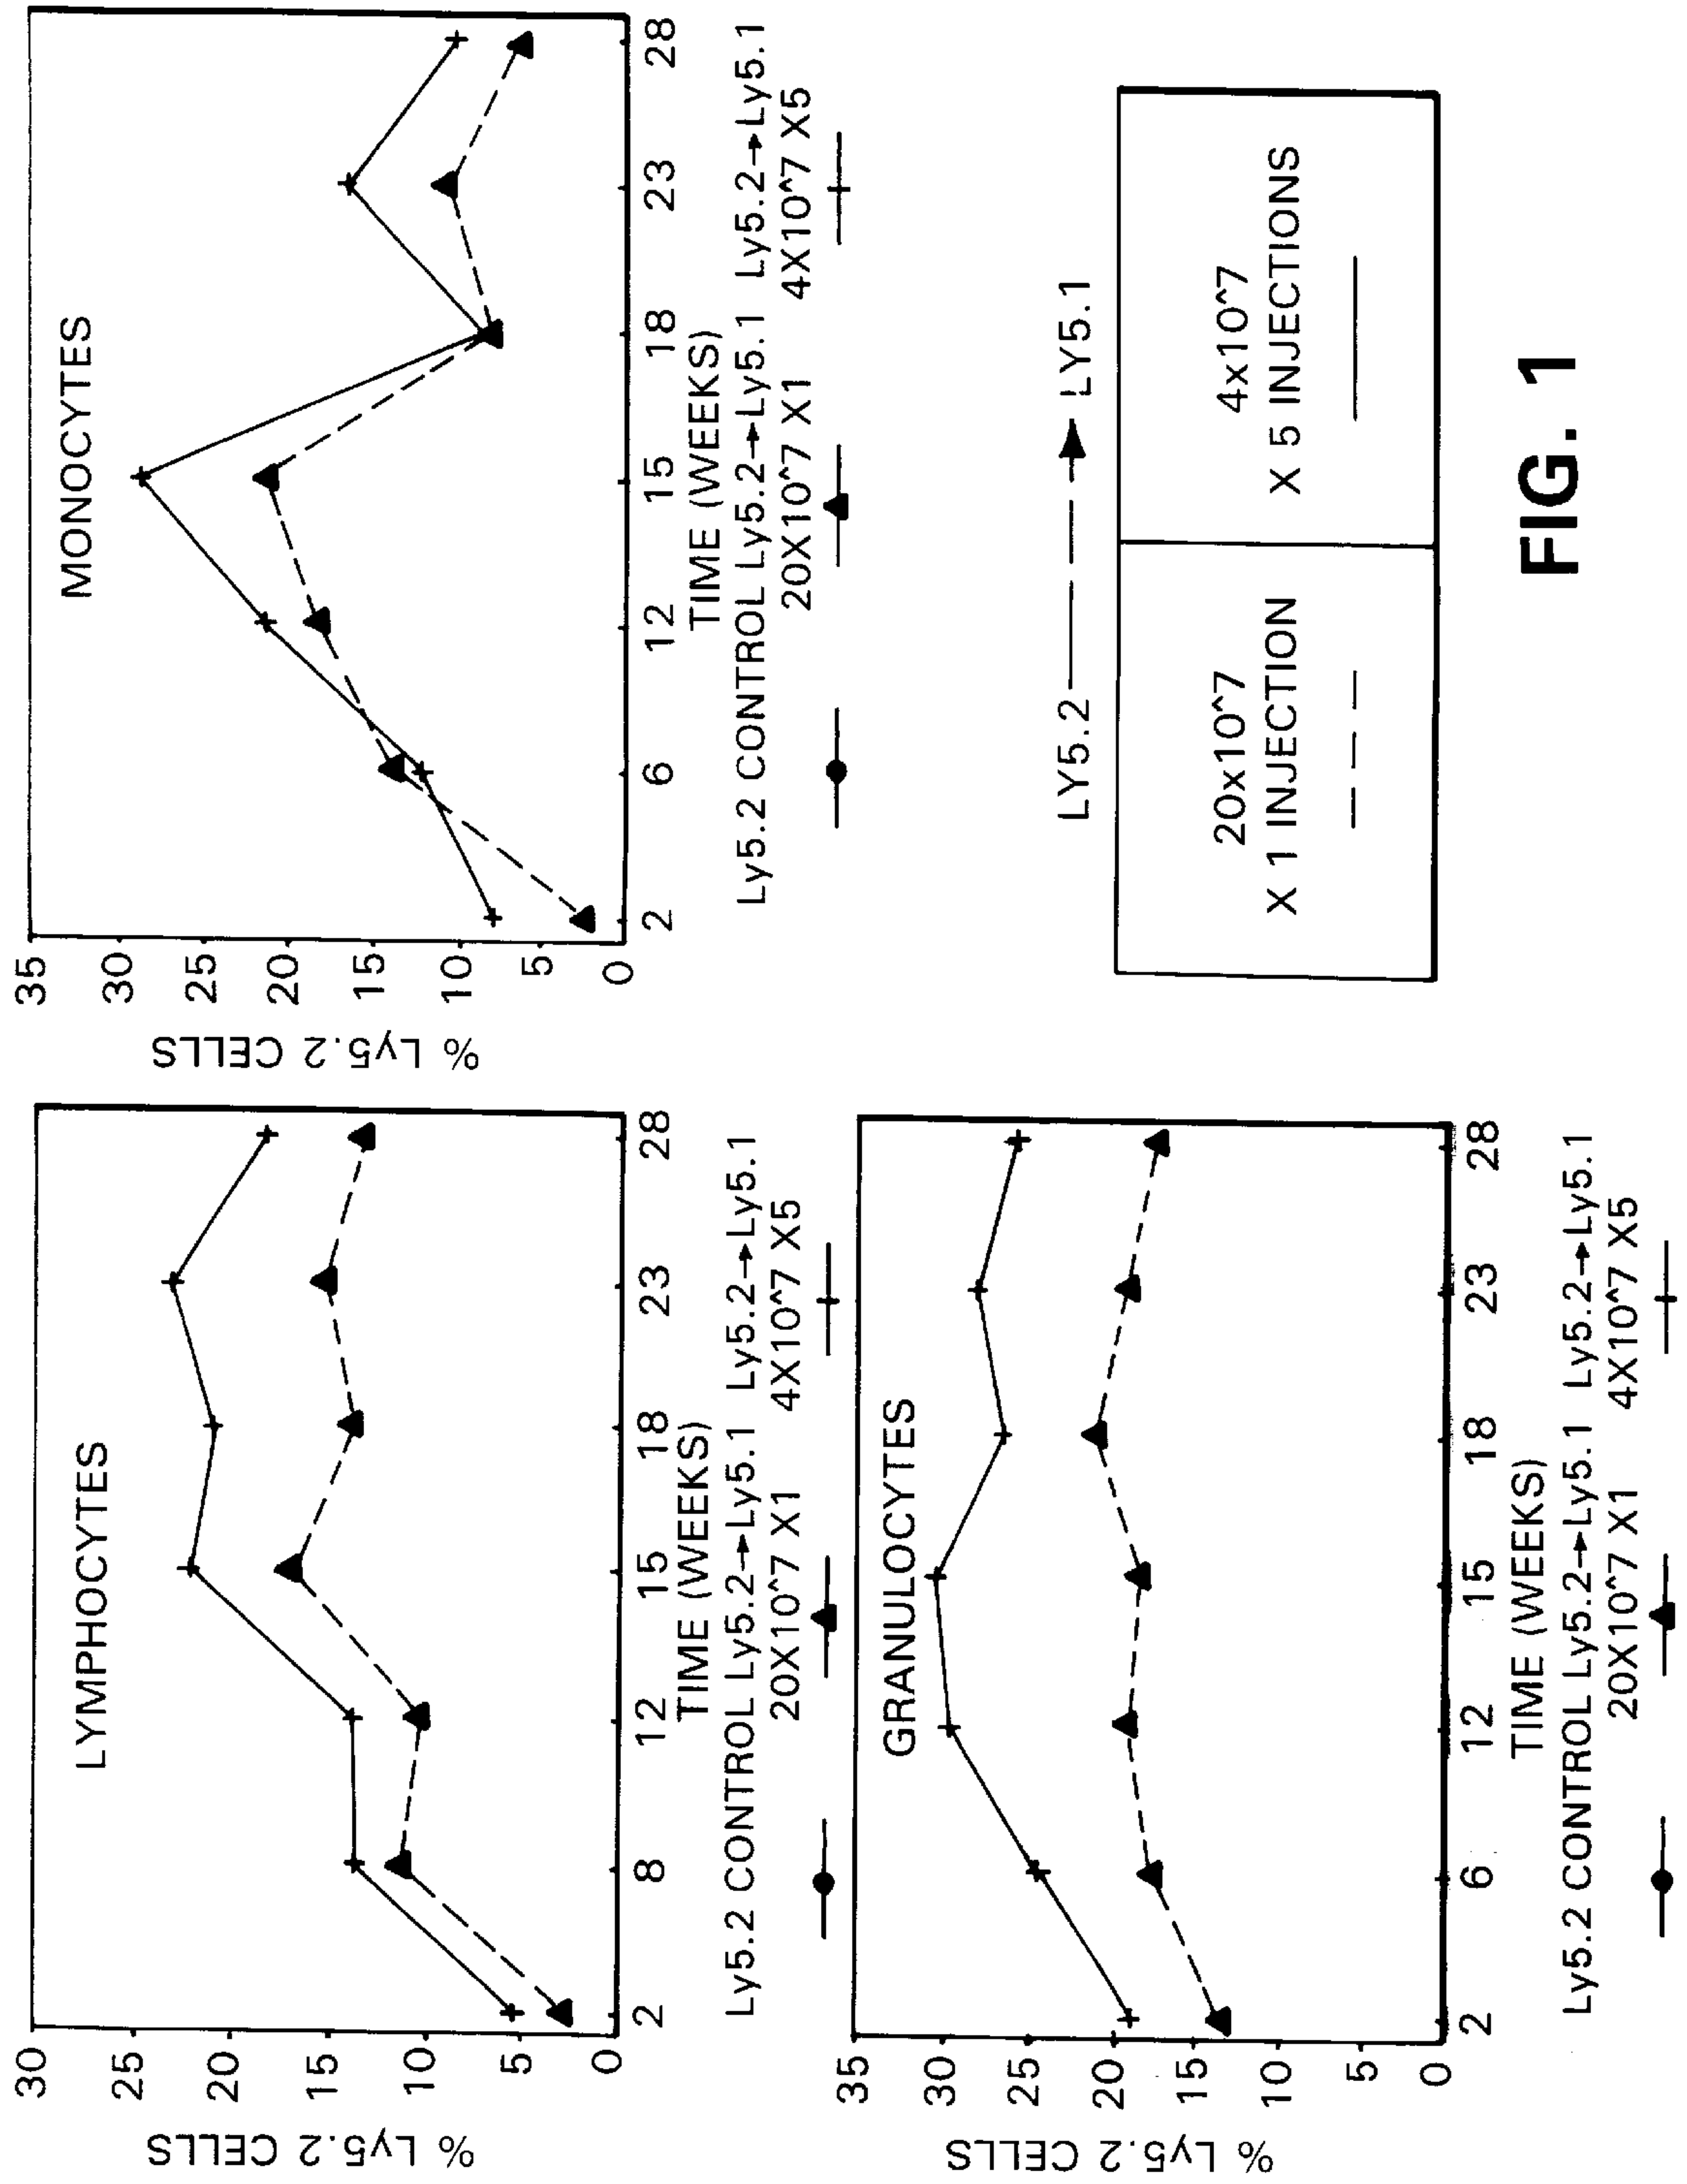 LYMPHOCYTES
% Ly5.2 CELLS
30
25
20
15
10
5
0
2 8 12 15 18 23 28
TIME (WEEKS)
Ly5.2 CONTROL Ly5.2→Ly5.1 Ly5.2→Ly5.1
20X10^7 X1 4X10^7 X5
MONOCYTES
% Ly5.2 CELLS
35
30
25
20
15
10
5
0
2 6 12 15 18 23 28
TIME (WEEKS)
Ly5.2 CONTROL Ly5.2→Ly5.1 Ly5.2→Ly5.1
20X10^7 X1 4X10^7 X5
GRANULOCYTES
% Ly5.2 CELLS
35
30
25
20
15
10
5
0
2 6 12 15 18 23 28
TIME (WEEKS)
Ly5.2 CONTROL Ly5.2→Ly5.1 Ly5.2→Ly5.1
20X10^7 X1 4X10^7 X5
LY5.2 → LY5.1
20x10^7
X 1 INJECTION
4x10^7
X 5 INJECTIONS
FIG. 1